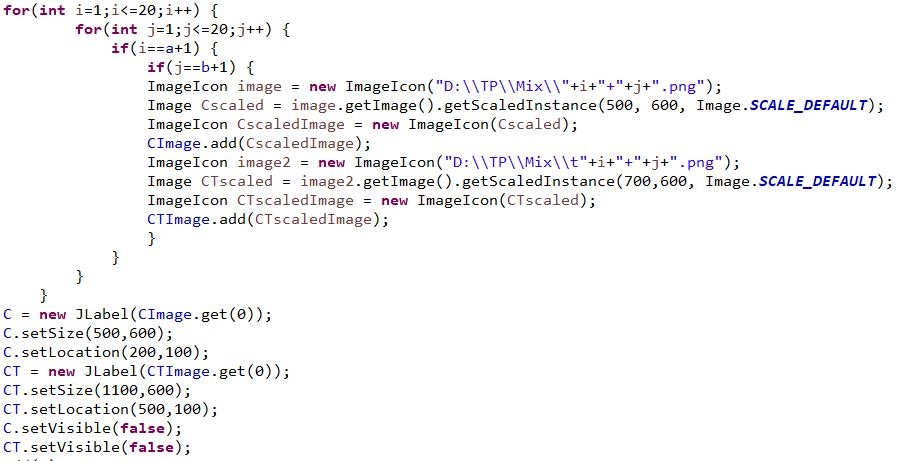 for(int i=1;i<=20;i++) {
for(int j=1;j<=20;j++) {
if(i==a+1) {
if(j==b+1) {
ImageIcon image = new ImageIcon("D:\\TP\\Mix\\"+i+"+"+j+".png");
Image Cscaled = image.getImage().getScaledInstance(500, 600, Image.SCALE_DEFAULT);
ImageIcon CscaledImage = new ImageIcon(Cscaled);
CImage.add(CscaledImage);
ImageIcon image2 = new ImageIcon("D:\\TP\\Mix\\t"+i+"+"+j+".png");
Image CTscaled = image2.getImage().getScaledInstance(700,600, Image.SCALE_DEFAULT);
ImageIcon CTscaledImage = new ImageIcon(CTscaled);
CTImage.add(CTscaledImage);
}
}
}
}
C = new JLabel(CImage.get(0));
C.setSize(500,600);
C.setLocation(200,100);
CT = new JLabel(CTImage.get(0));
CT.setSize(1100,600);
CT.setLocation(500,100);
C.setVisible(false);
CT.setVisible(false);